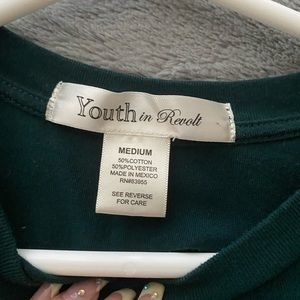 Youth in Revolt
MEDIUM
50%COTTON
50%POLYESTER
MADE IN MEXICO
RN#83955
SEE REVERSE
FOR CARE